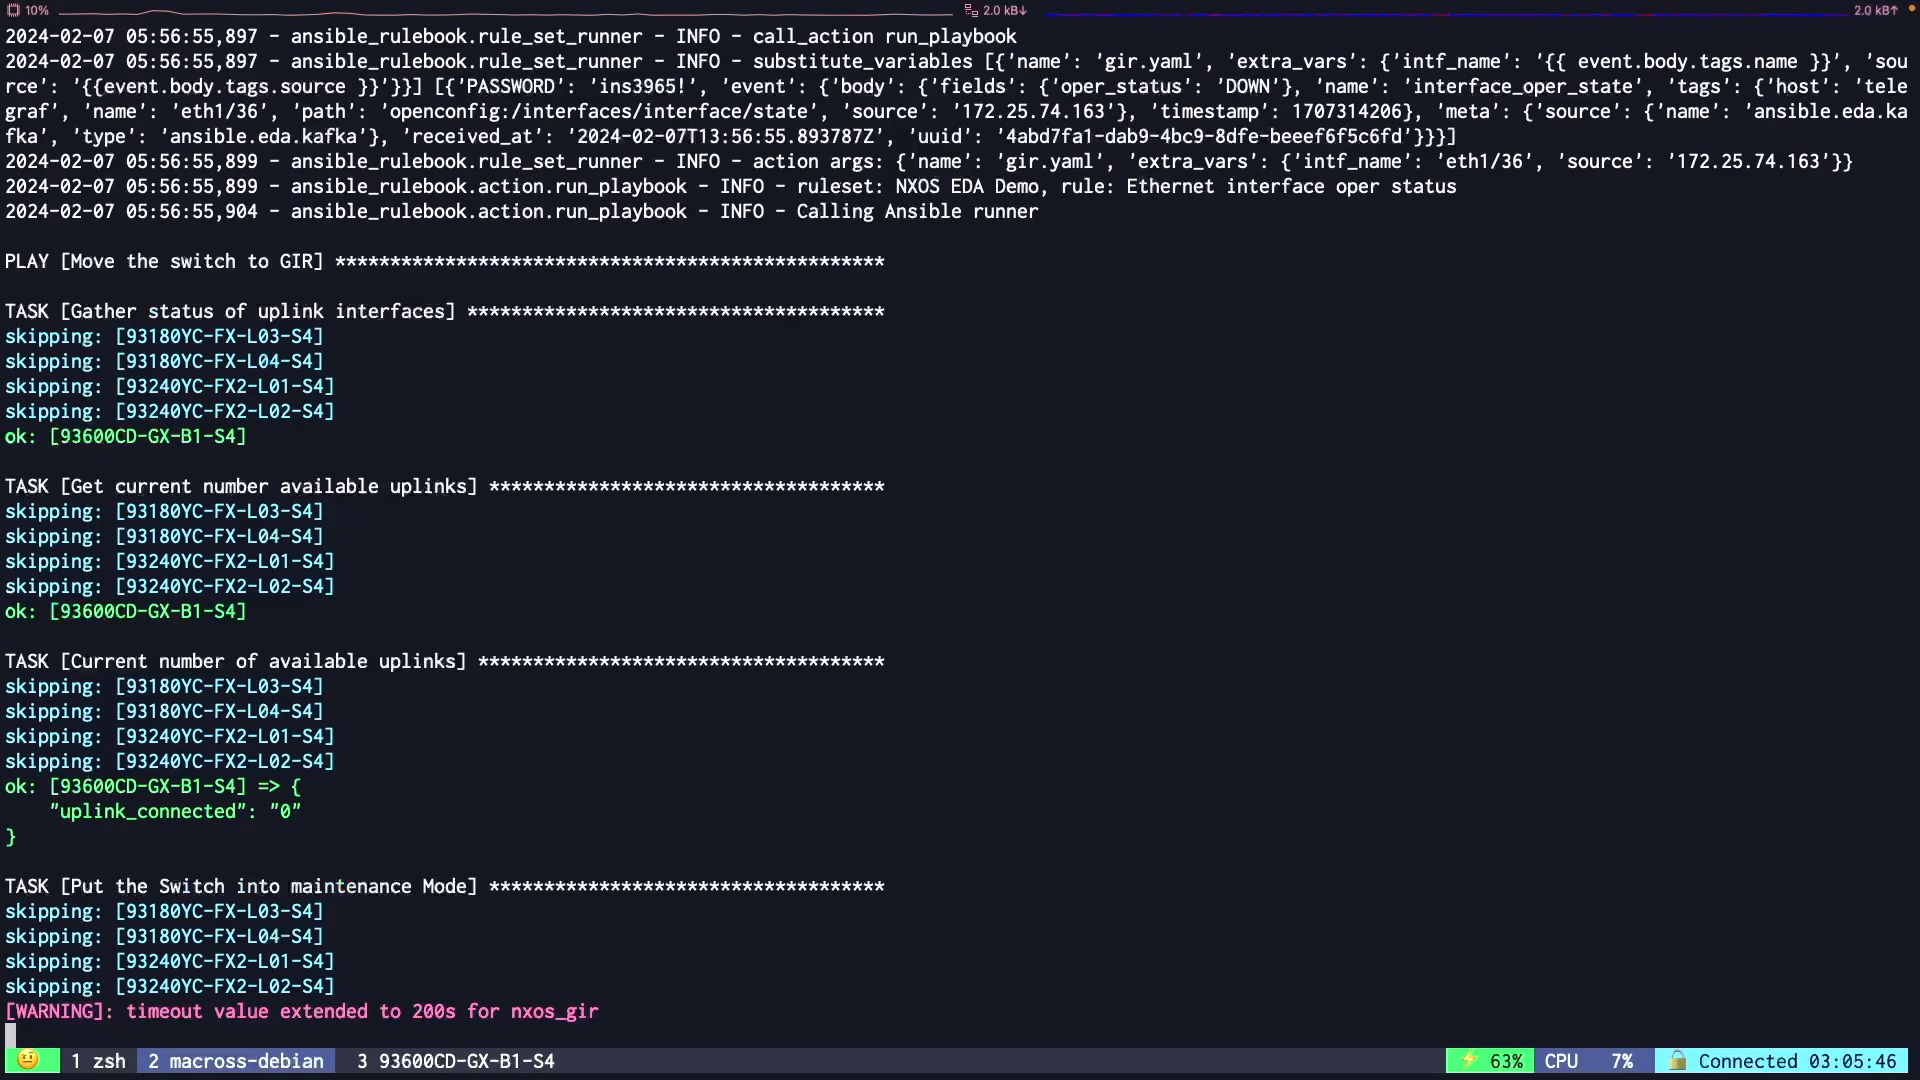 10% 2.0 kB↓ 2.0 kB↑
2024-02-07 05:56:55,897 - ansible_rulebook.rule_set_runner - INFO - call_action run_playbook
2024-02-07 05:56:55,897 - ansible_rulebook.rule_set_runner - INFO - substitute_variables [{'name': 'gir.yaml', 'extra_vars': {'intf_name': '{{ event.body.tags.name }}', 'sou
rce': '{{event.body.tags.source }}'}}] [{'PASSWORD': 'ins3965!', 'event': {'body': {'fields': {'oper_status': 'DOWN'}, 'name': 'interface_oper_state', 'tags': {'host': 'tele
graf', 'name': 'eth1/36', 'path': 'openconfig:/interfaces/interface/state', 'source': '172.25.74.163'}, 'timestamp': 1707314206}, 'meta': {'source': {'name': 'ansible.eda.ka
fka', 'type': 'ansible.eda.kafka'}, 'received_at': '2024-02-07T13:56:55.893787Z', 'uuid': '4abd7fa1-dab9-4bc9-8dfe-beeef6f5c6fd'}}}]
2024-02-07 05:56:55,899 - ansible_rulebook.rule_set_runner - INFO - action args: {'name': 'gir.yaml', 'extra_vars': {'intf_name': 'eth1/36', 'source': '172.25.74.163'}}
2024-02-07 05:56:55,899 - ansible_rulebook.action.run_playbook - INFO - ruleset: NXOS EDA Demo, rule: Ethernet interface oper status
2024-02-07 05:56:55,904 - ansible_rulebook.action.run_playbook - INFO - Calling Ansible runner
PLAY [Move the switch to GIR] **************************************************
TASK [Gather status of uplink interfaces] **************************************
skipping: [93180YC-FX-L03-S4]
skipping: [93180YC-FX-L04-S4]
skipping: [93240YC-FX2-L01-S4]
skipping: [93240YC-FX2-L02-S4]
ok: [93600CD-GX-B1-S4]
TASK [Get current number available uplinks] ************************************
skipping: [93180YC-FX-L03-S4]
skipping: [93180YC-FX-L04-S4]
skipping: [93240YC-FX2-L01-S4]
skipping: [93240YC-FX2-L02-S4]
ok: [93600CD-GX-B1-S4]
TASK [Current number of available uplinks] *************************************
skipping: [93180YC-FX-L03-S4]
skipping: [93180YC-FX-L04-S4]
skipping: [93240YC-FX2-L01-S4]
skipping: [93240YC-FX2-L02-S4]
ok: [93600CD-GX-B1-S4] => {
    "uplink_connected": "0"
}
TASK [Put the Switch into maintenance Mode] ************************************
skipping: [93180YC-FX-L03-S4]
skipping: [93180YC-FX-L04-S4]
skipping: [93240YC-FX2-L01-S4]
skipping: [93240YC-FX2-L02-S4]
[WARNING]: timeout value extended to 200s for nxos_gir
1 zsh 2 macross-debian 3 93600CD-GX-B1-S4 63% CPU 7% Connected 03:05:46